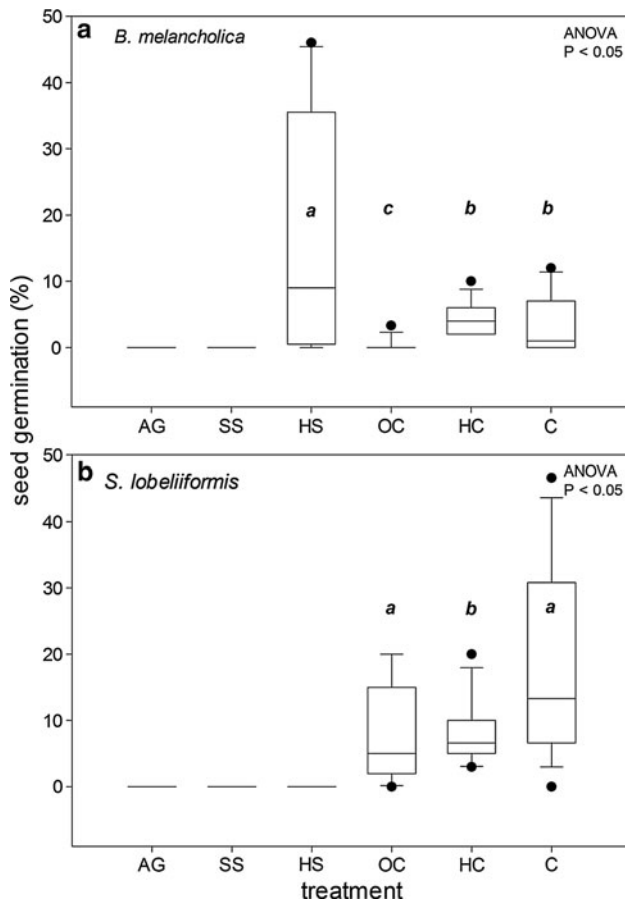 50
a B. melancholica
ANOVA
P < 0.05
40
30
20
a c b b
10
0
AG SS HS OC HC C
seed germination (%)
50
b S. lobeliiformis
ANOVA
P < 0.05
40
30
a b a
20
10
0
AG SS HS OC HC C
treatment